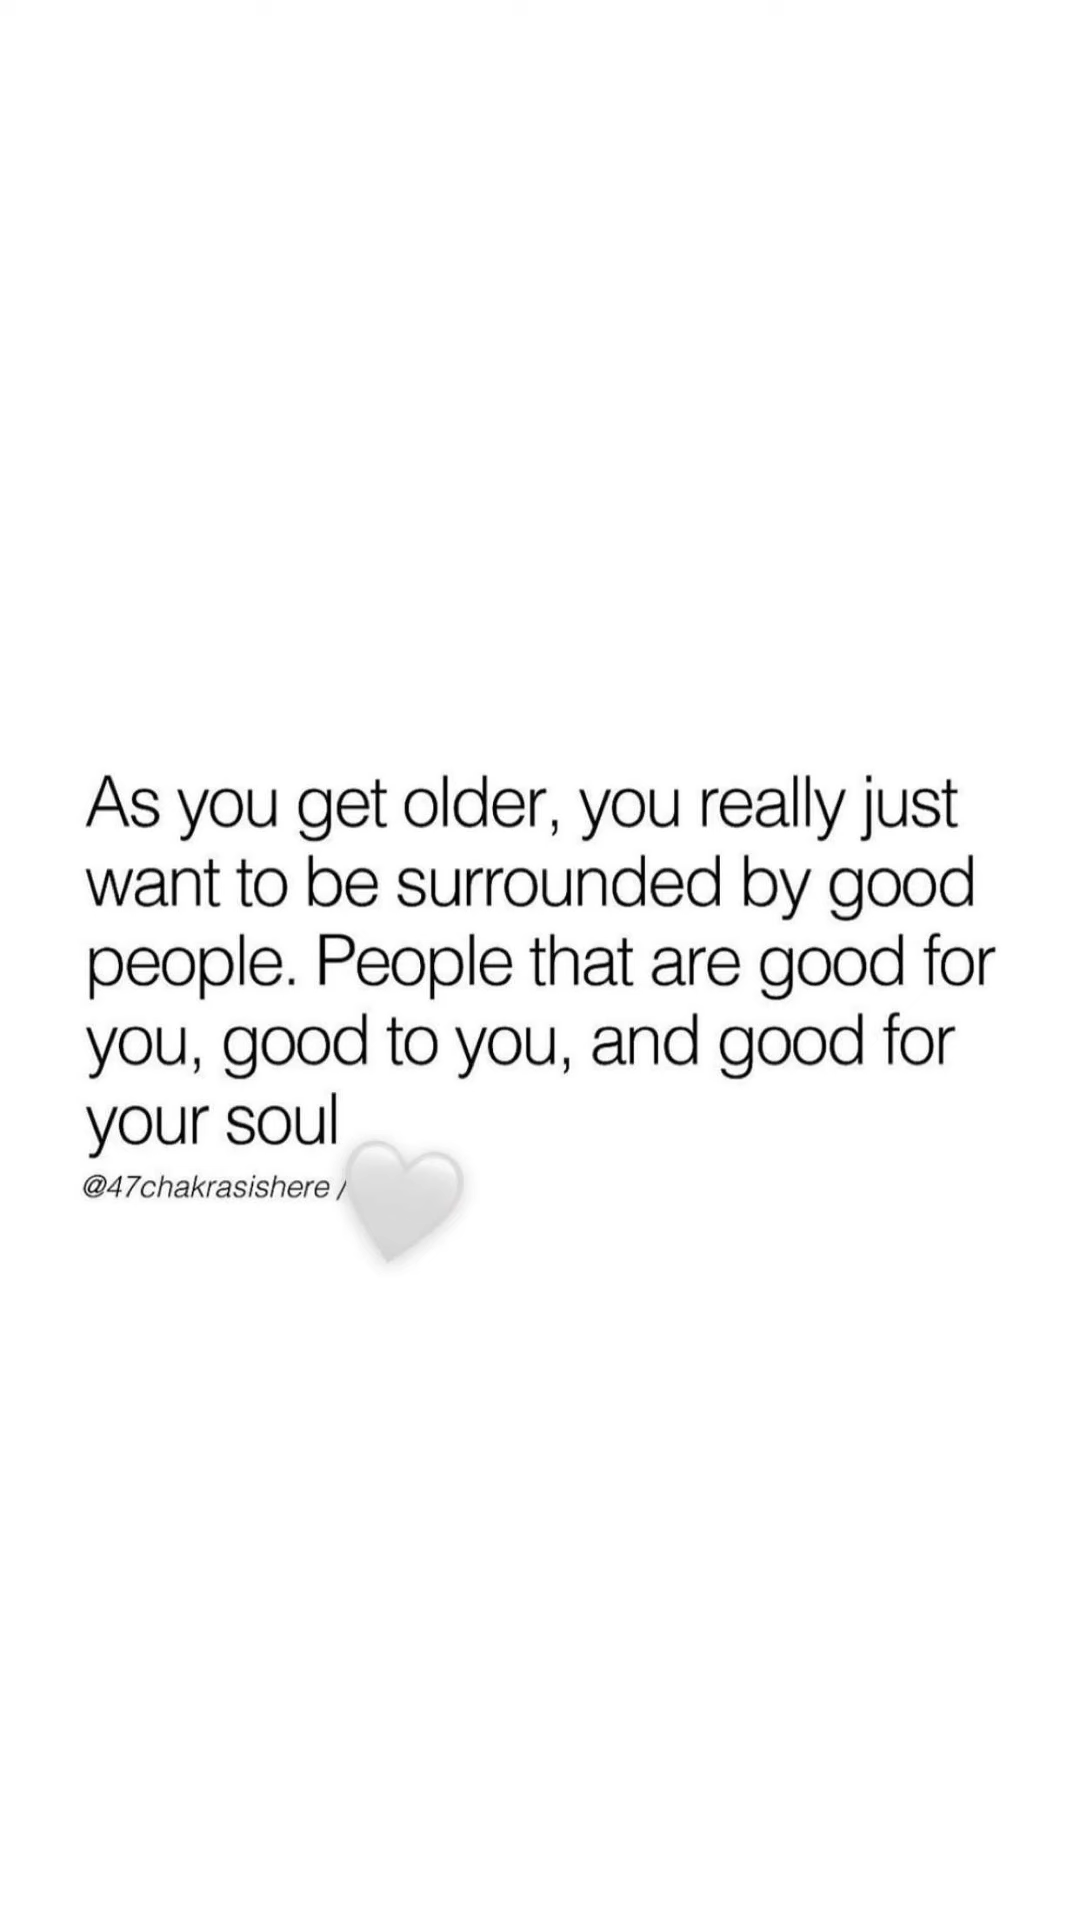 As you get older, you really just
want to be surrounded by good
people. People that are good for
you, good to you, and good for
your soul
@47chakrasishere /